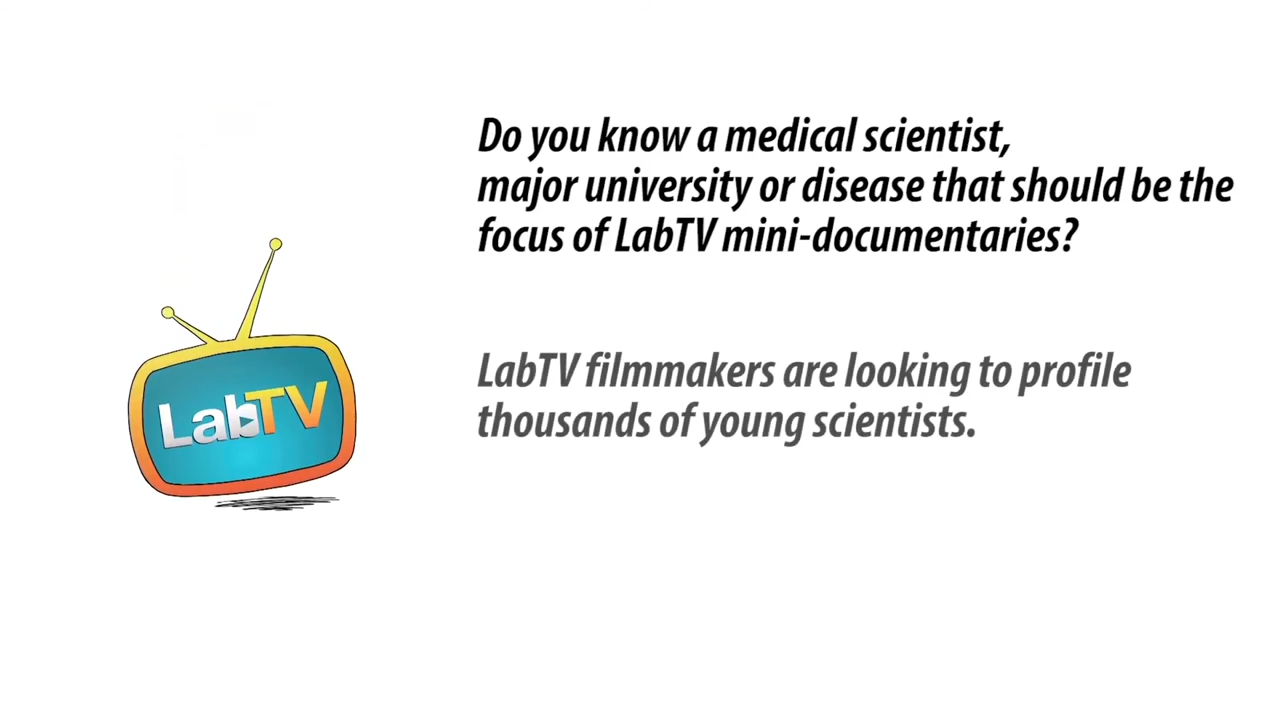 Do you know a medical scientist,
major university or disease that should be the
focus of LabTV mini-documentaries?
LabTV filmmakers are looking to profile
thousands of young scientists.
LabTV